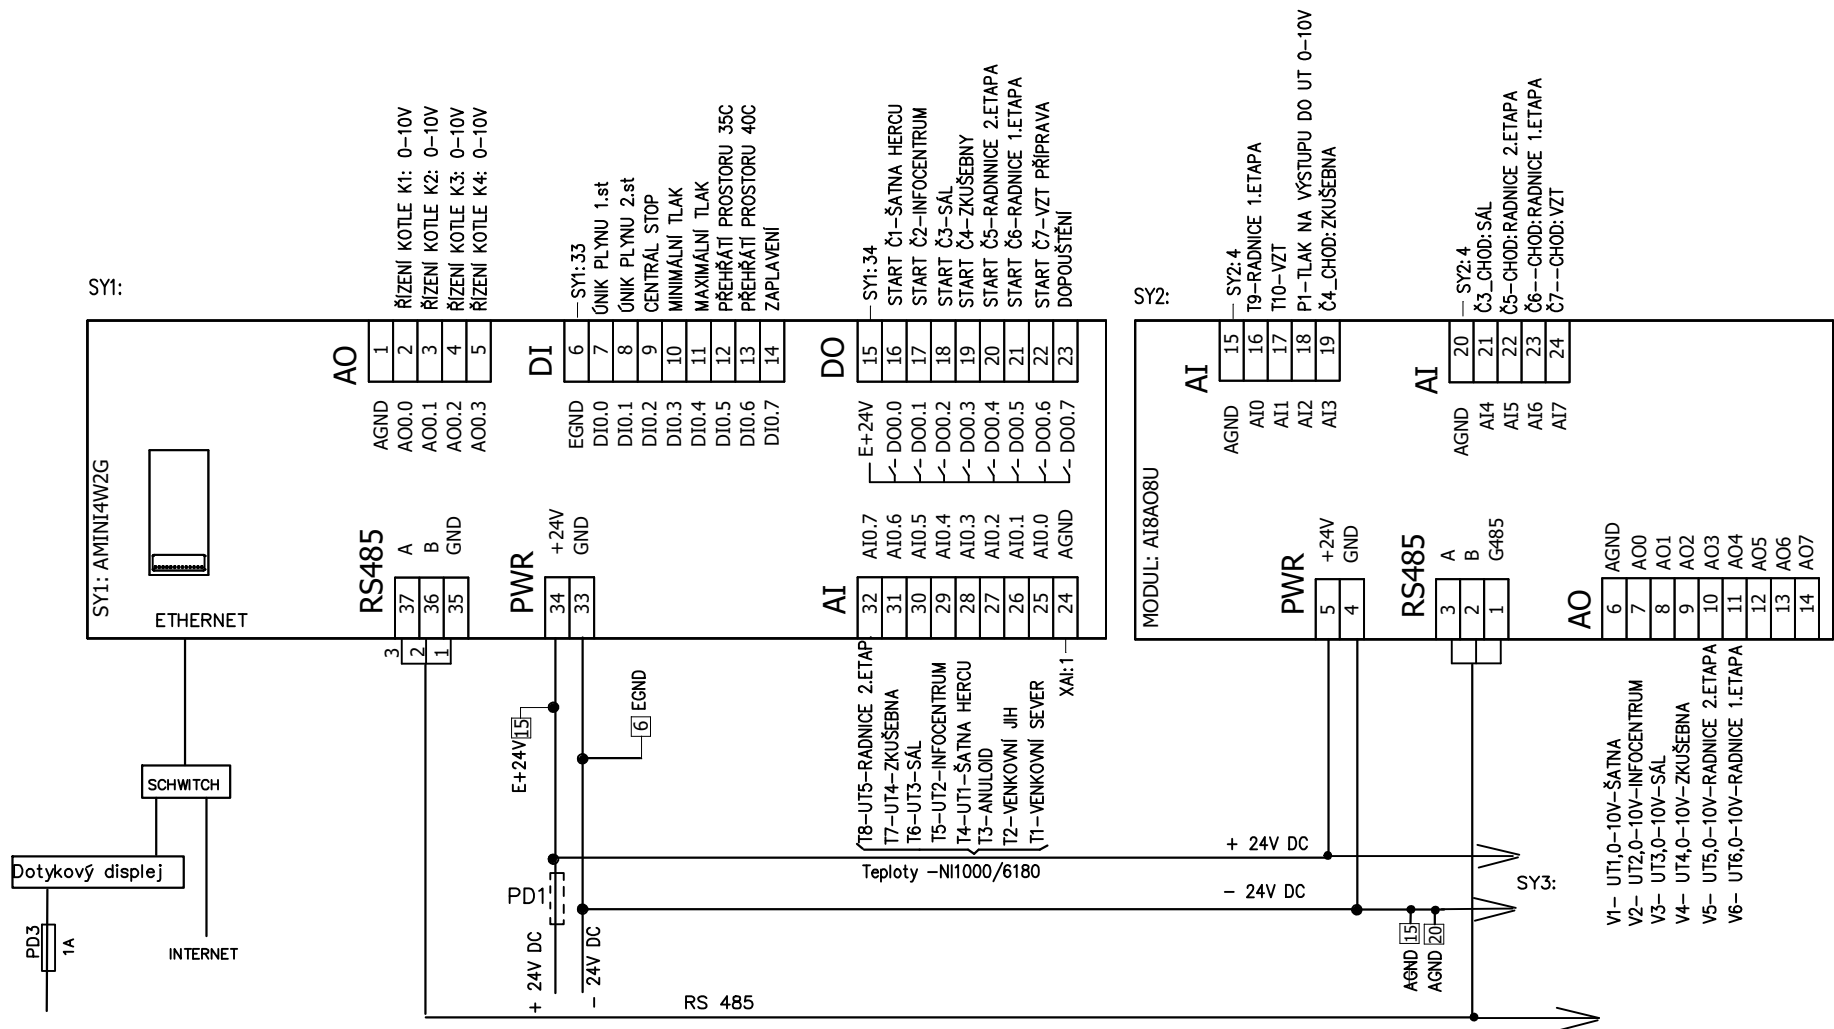 SY1:
SY1: AMINI4W2G
ETHERNET
AO
1
2
3
4
5
ŘIZENÍ KOTLE K1: 0-10V
ŘIZENÍ KOTLE K2: 0-10V
ŘIZENÍ KOTLE K3: 0-10V
ŘIZENÍ KOTLE K4: 0-10V
AGND
AO0.0
AO0.1
AO0.2
AO0.3
DI
6
7
8
9
10
11
12
13
14
SY1:33
ÚNIK PLYNU 1.st
ÚNIK PLYNU 2.st
CENTRÁL STOP
MINIMÁLNÍ TLAK
MAXIMÁLNÍ TLAK
PŘEHŘÁTÍ PROSTORU 35C
PŘEHŘÁTÍ PROSTORU 40C
ZAPLAVENÍ
EGND
DI0.0
DI0.1
DI0.2
DI0.3
DI0.4
DI0.5
DI0.6
DI0.7
DO
15
16
17
18
19
20
21
22
23
SY1:34
START Č1-ŠATNA HERCU
START Č2-INFOCENTRUM
START Č3-SÁL
START Č4-ZKUŠEBNY
START Č5-RADNNICE 2.ETAPA
START Č6-RADNICE 1.ETAPA
START Č7-VZT PŘÍPRAVA
DOPOUŠTĚNÍ
E+24V
DO0.0
DO0.1
DO0.2
DO0.3
DO0.4
DO0.5
DO0.6
DO0.7
RS485
A
B
GND
37
36
35
3
2
1
PWR
+24V
GND
34
33
AI
AI0.7
AI0.6
AI0.5
AI0.4
AI0.3
AI0.2
AI0.1
AI0.0
AGND
32
31
30
29
28
27
26
25
24
T8-UT5-RADNICE 2.ETAP
T7-UT4-ZKUŠEBNA
T6-UT3-SÁL
T5-UT2-INFOCENTRUM
T4-UT1-ŠATNA HERCU
T3-ANULOID
T2-VENKOVNÍ JIH
T1-VENKOVNÍ SEVER
XAI:1
Teploty -NI1000/6180
SY2:
MODUL: AI8AO8U
AI
15
16
17
18
19
SY2:4
T9-RADNICE 1.ETAPA
T10-VZT
P1-TLAK NA VÝSTUPU DO UT 0-10V
Č4_CHOD:ZKUŠEBNA
AGND
AI0
AI1
AI2
AI3
AI
20
21
22
23
24
SY2:4
Č3_CHOD:SÁL
Č5-CHOD:RADNICE 2.ETAPA
Č6--CHOD:RADNICE 1.ETAPA
Č7--CHOD:VZT
AGND
AI4
AI5
AI6
AI7
PWR
+24V
GND
5
4
RS485
A
B
G485
3
2
1
AO
AGND
AO0
AO1
AO2
AO3
AO4
AO5
AO6
AO7
6
7
8
9
10
11
12
13
14
V1- UT1,0-10V-ŠATNA
V2- UT2,0-10V-INFOCENTRUM
V3- UT3,0-10V-SÁL
V4- UT4,0-10V-ZKUŠEBNA
V5- UT5,0-10V-RADNICE 2.ETAPA
V6- UT6,0-10V-RADNICE 1.ETAPA
E+24V 15
6 EGND
SCHWITCH
Dotykový displej
PD3
1A
INTERNET
PD1
+ 24V DC
- 24V DC
+ 24V DC
- 24V DC
SY3:
AGND 15
AGND 20
RS 485